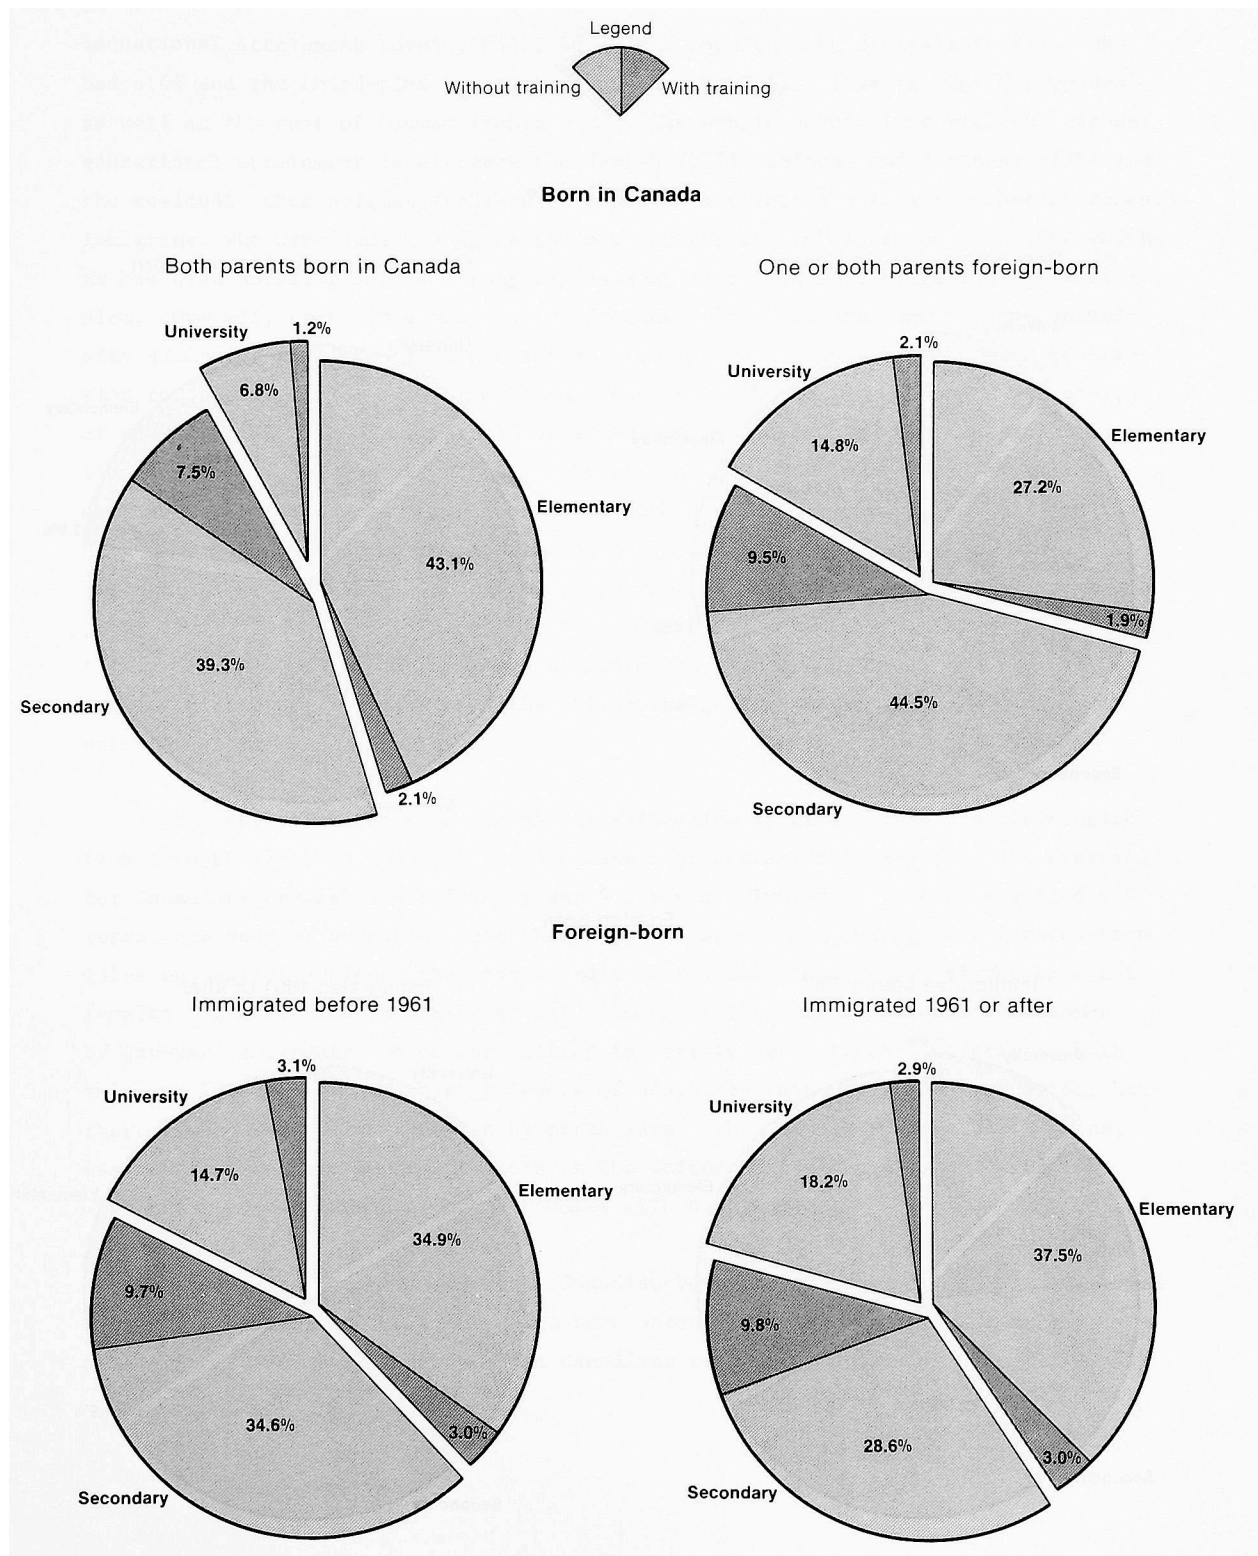 Legend
Without training
With training
Born in Canada
Both parents born in Canada
One or both parents foreign-born
University
1.2%
6.8%
7.5%
Elementary
43.1%
39.3%
Secondary
2.1%
2.1%
University
14.8%
Elementary
27.2%
9.5%
1.9%
44.5%
Secondary
Foreign-born
Immigrated before 1961
Immigrated 1961 or after
3.1%
University
14.7%
Elementary
34.9%
9.7%
34.6%
3.0%
Secondary
2.9%
University
18.2%
Elementary
37.5%
9.8%
28.6%
3.0%
Secondary